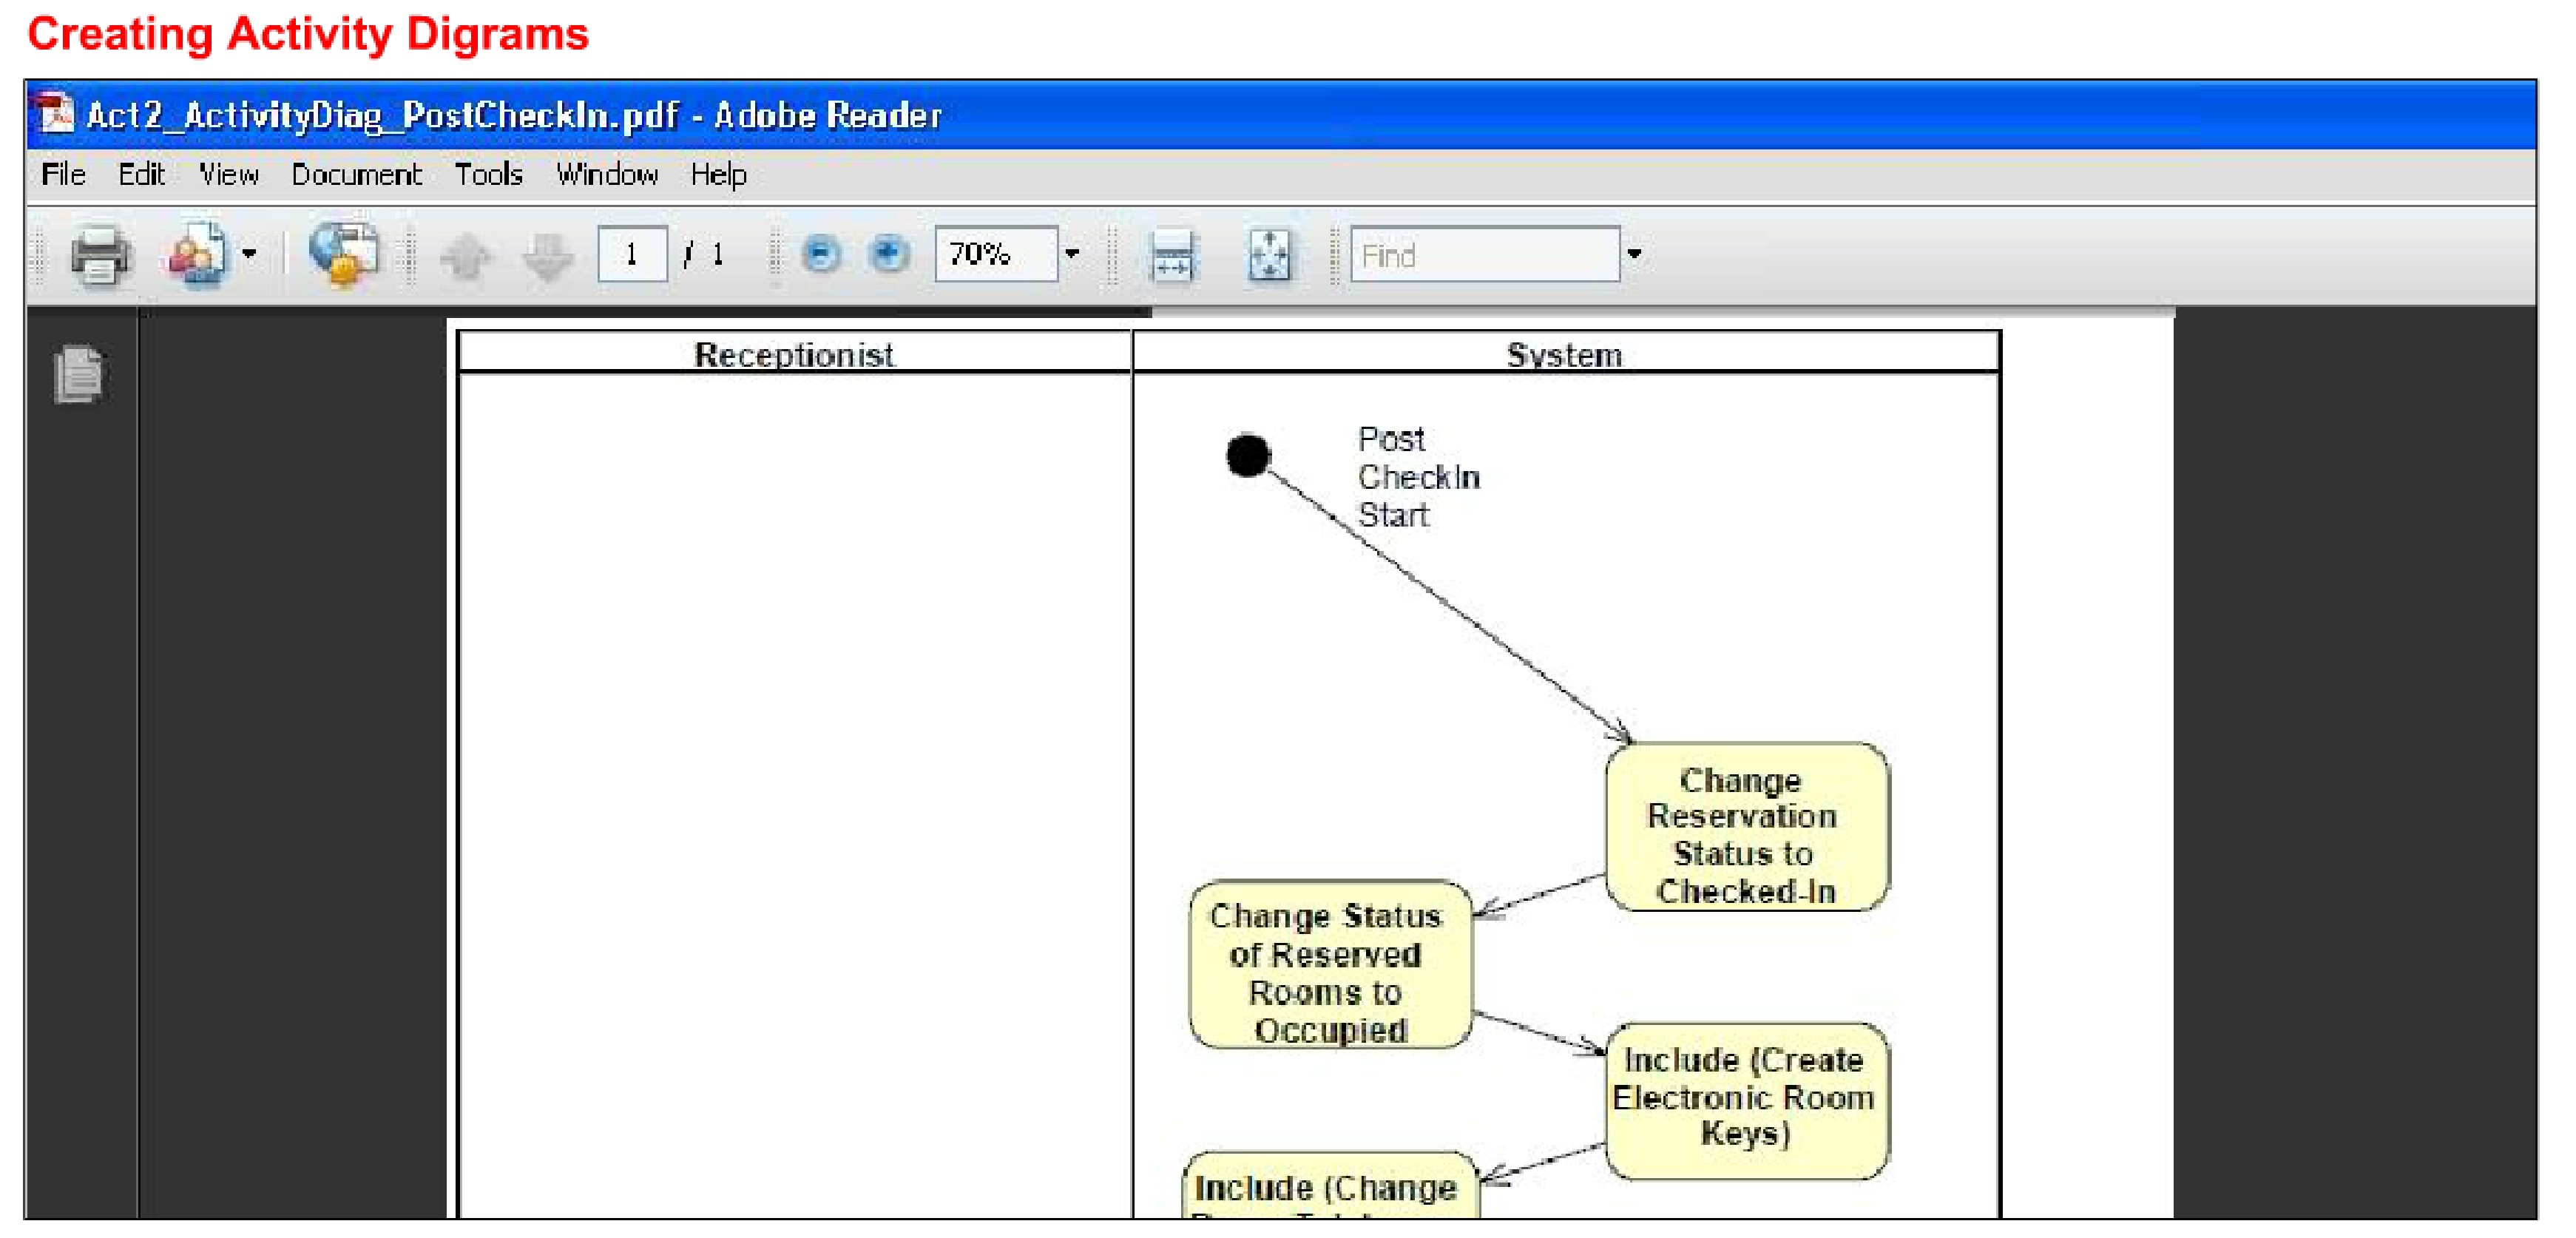 Creating Activity Digrams
Act2_ActivityDiag_PostCheckIn.pdf - Adobe Reader
File Edit View Document Tools Window Help
1 / 1 70% Find
Receptionist System
Post
CheckIn
Start
Change
Reservation
Status to
Checked-In
Change Status
of Reserved
Rooms to
Occupied
Include (Create
Electronic Room
Keys)
Include (Change